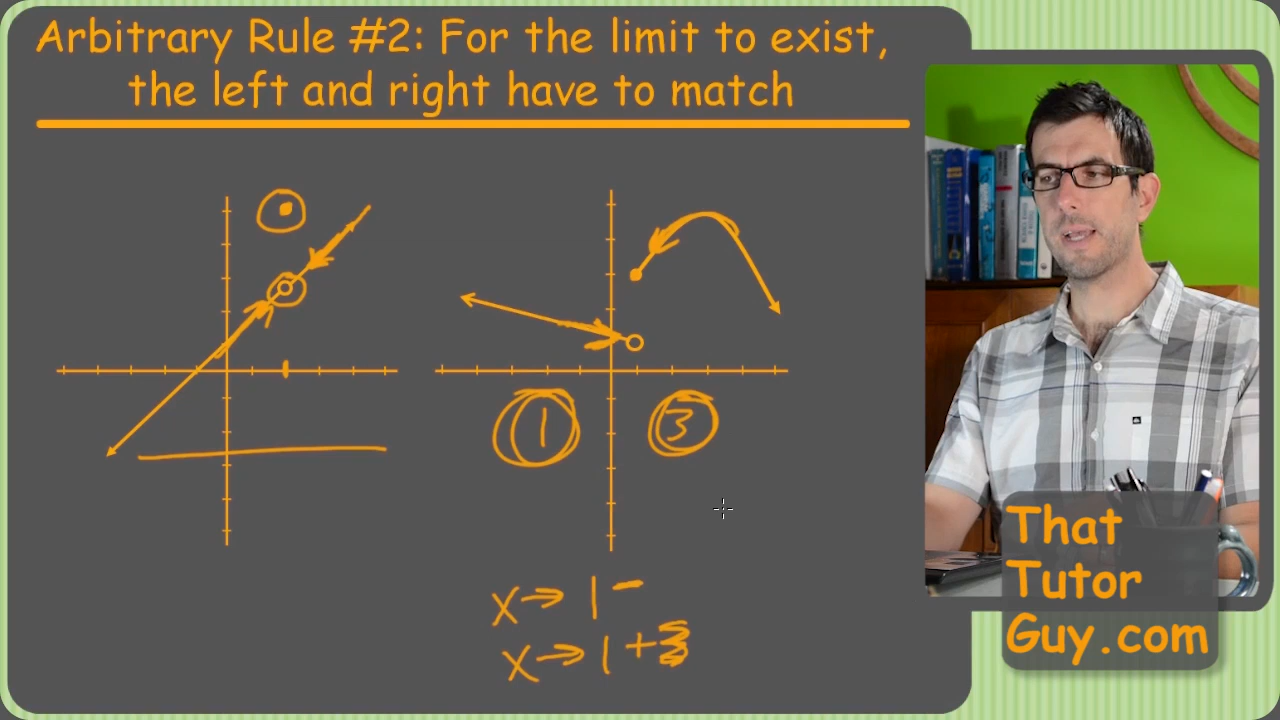 Arbitrary Rule #2: For the limit to exist,
the left and right have to match
1 3
x→ 1 -
x→ 1 +
That
Tutor
Guy.com